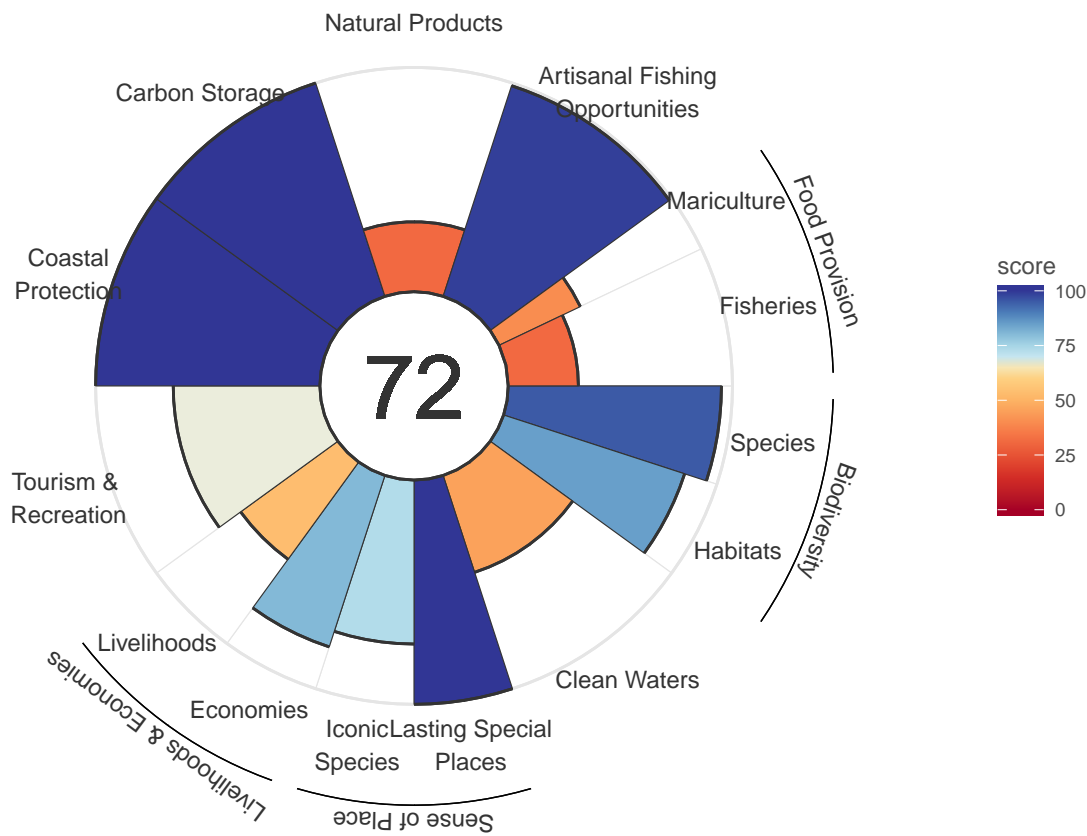 Natural Products
Artisanal Fishing
Opportunities
Carbon Storage
Mariculture
Food Provision
Coastal
Protection
Fisheries
score
100
75
50
25
0
72
Species
Biodiversity
Habitats
Tourism &
Recreation
Livelihoods
Clean Waters
Economies
Livelihoods & Economies
Iconic
Species
Lasting Special
Places
Sense of Place